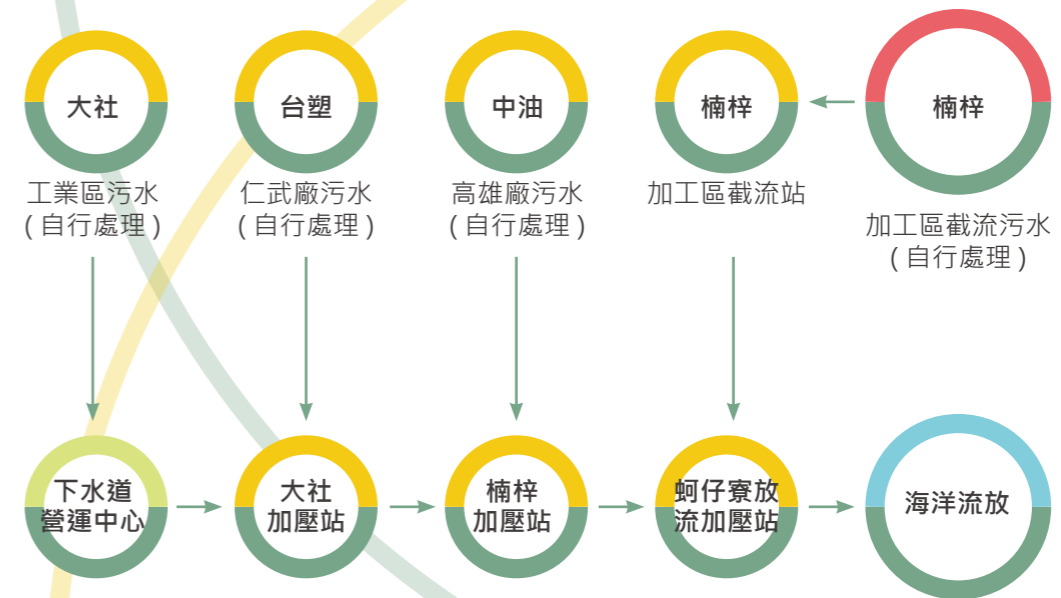 大社
工業區污水
(自行處理)
台塑
仁武廠污水
(自行處理)
中油
高雄廠污水
(自行處理)
楠梓
加工區截流站
楠梓
加工區截流污水
(自行處理)
下水道
營運中心
大社
加壓站
楠梓
加壓站
蚵仔寮放
流加壓站
海洋流放